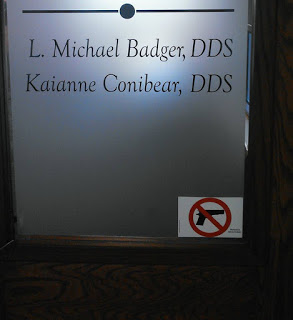 L. Michael Badger, DDS
Kaianne Conibear, DDS